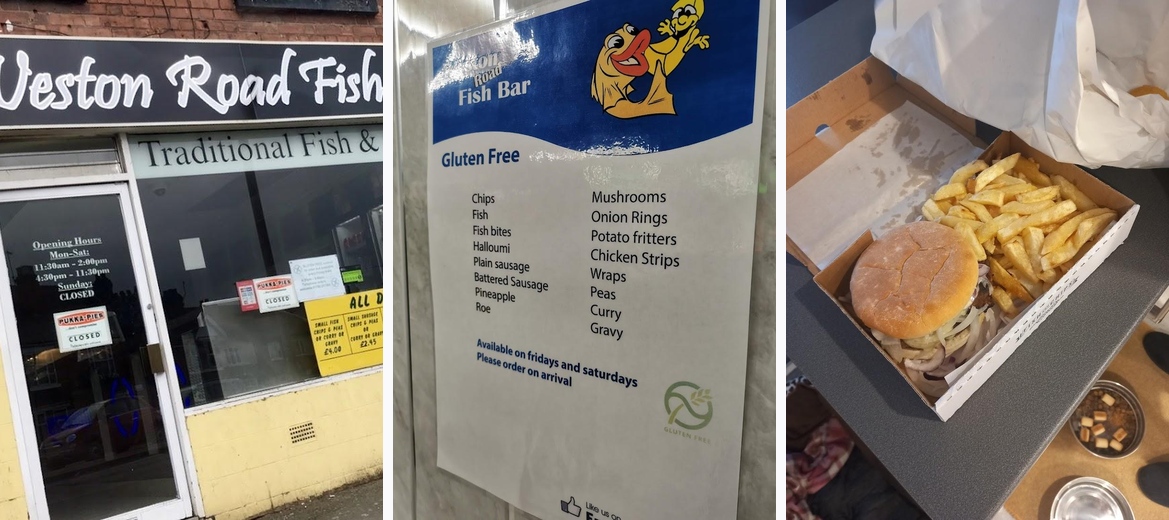 Weston Road Fish
Traditional Fish &
Opening Hours
Mon-Sat:
11:30am - 2:00pm
4:30pm - 11:30pm
Sunday:
CLOSED
PUKKA-PIES
CLOSED
PUKKA-PIES
CLOSED
ALL D
SMALL FISH
CHIPS & PEAS
OR
CURRY OR
GRAVY
£4.00
SMALL SAUSAGE
CHIPS & PEAS
OR CURRY
OR GRAVY
£2.45
Road
Fish Bar
Gluten Free
Chips
Fish
Fish bites
Halloumi
Plain sausage
Battered Sausage
Pineapple
Roe
Mushrooms
Onion Rings
Potato fritters
Chicken Strips
Wraps
Peas
Curry
Gravy
Available on fridays and saturdays
Please order on arrival
GLUTEN FREE
Like us on